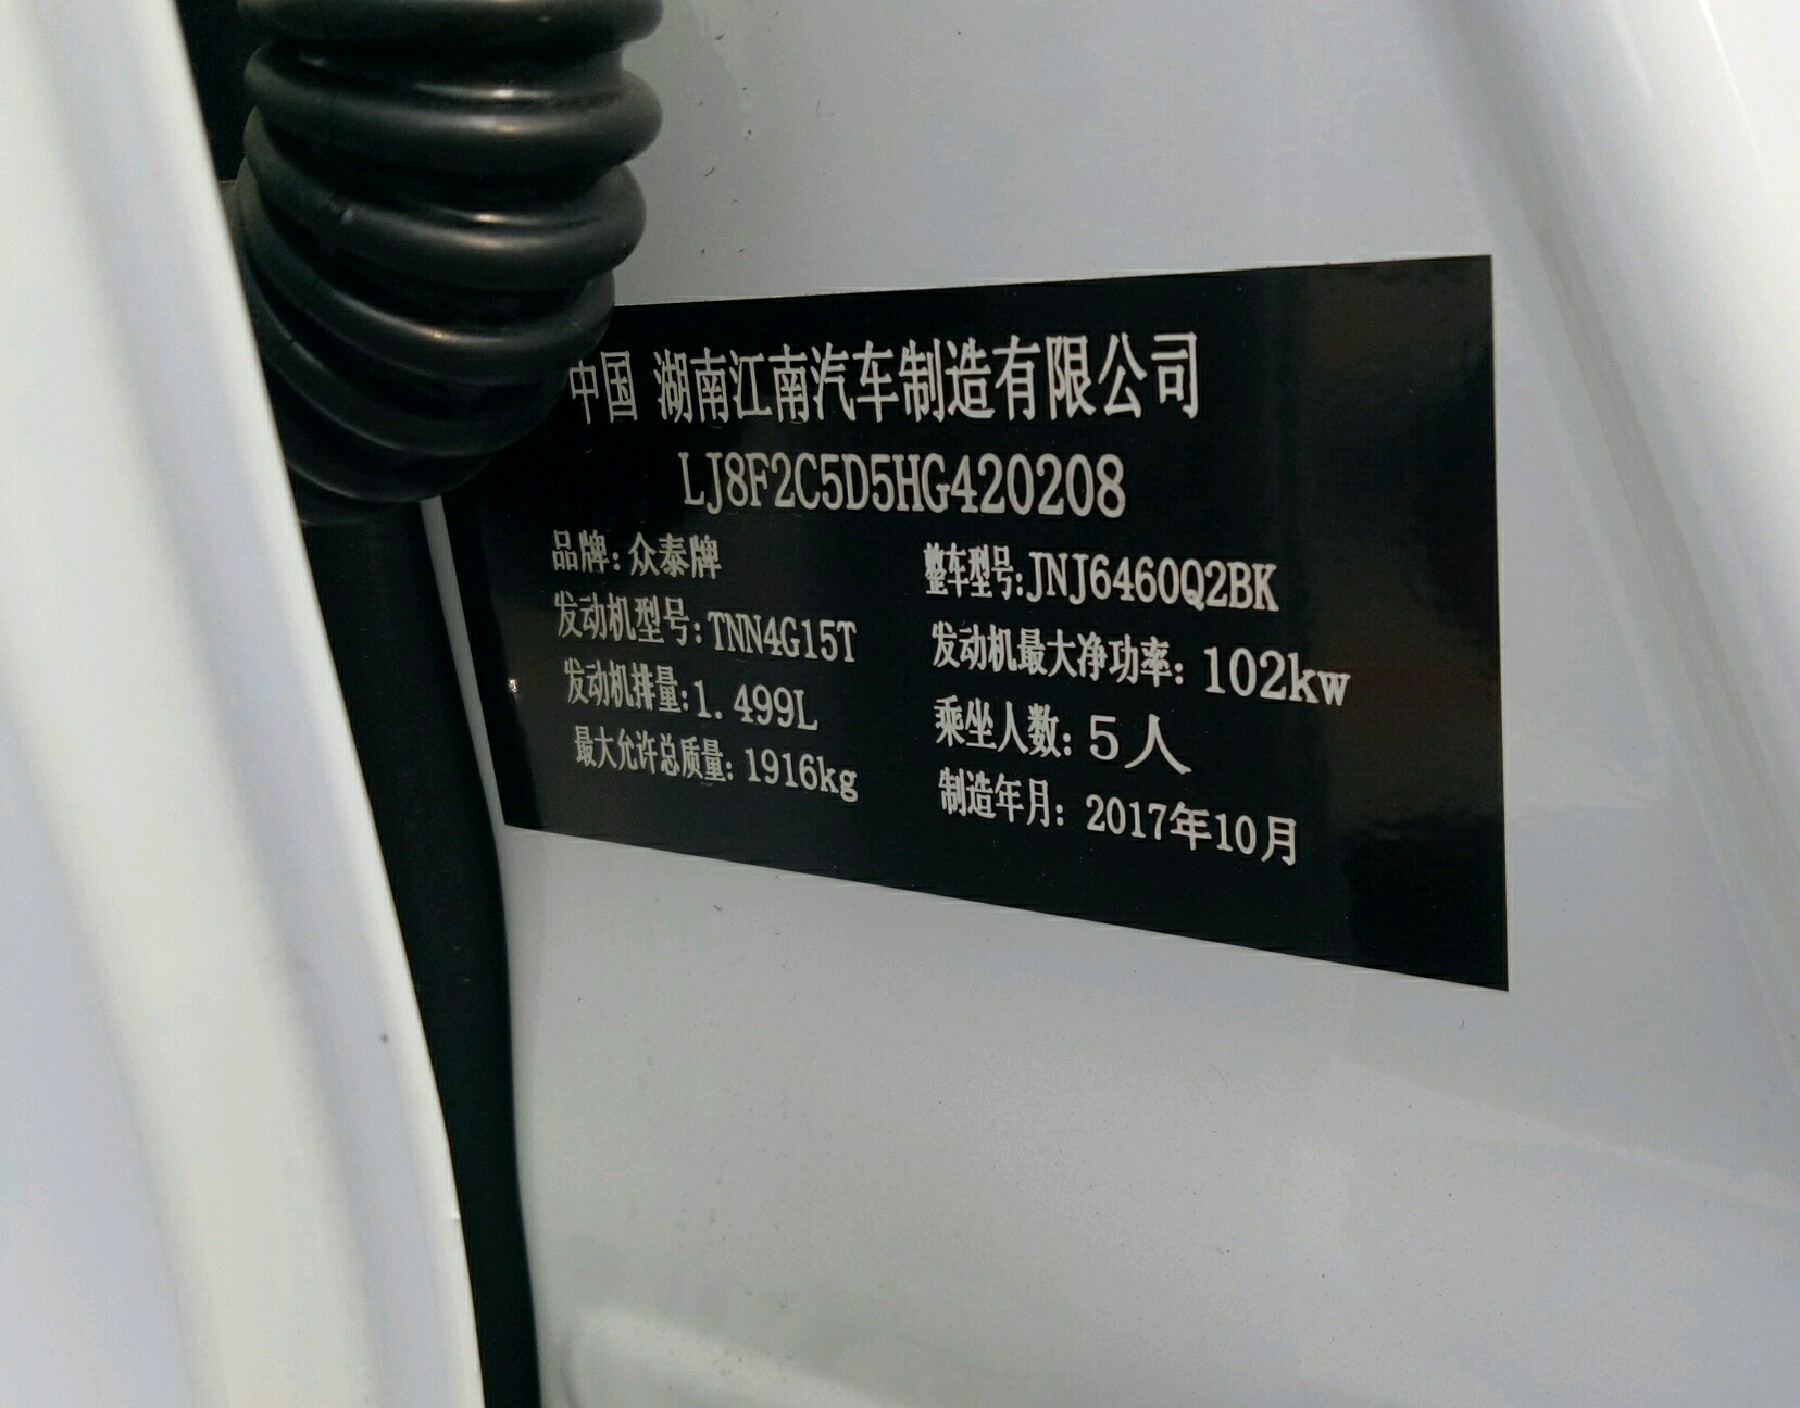 中国 湖南江南汽车制造有限公司
LJ8F2C5D5HG420208
品牌:众泰牌 整车型号:JNJ6460Q2BK
发动机型号:TNN4G15T 发动机最大净功率:102kw
发动机排量:1.499L 乘坐人数:5人
最大允许总质量:1916kg 制造年月:2017年10月